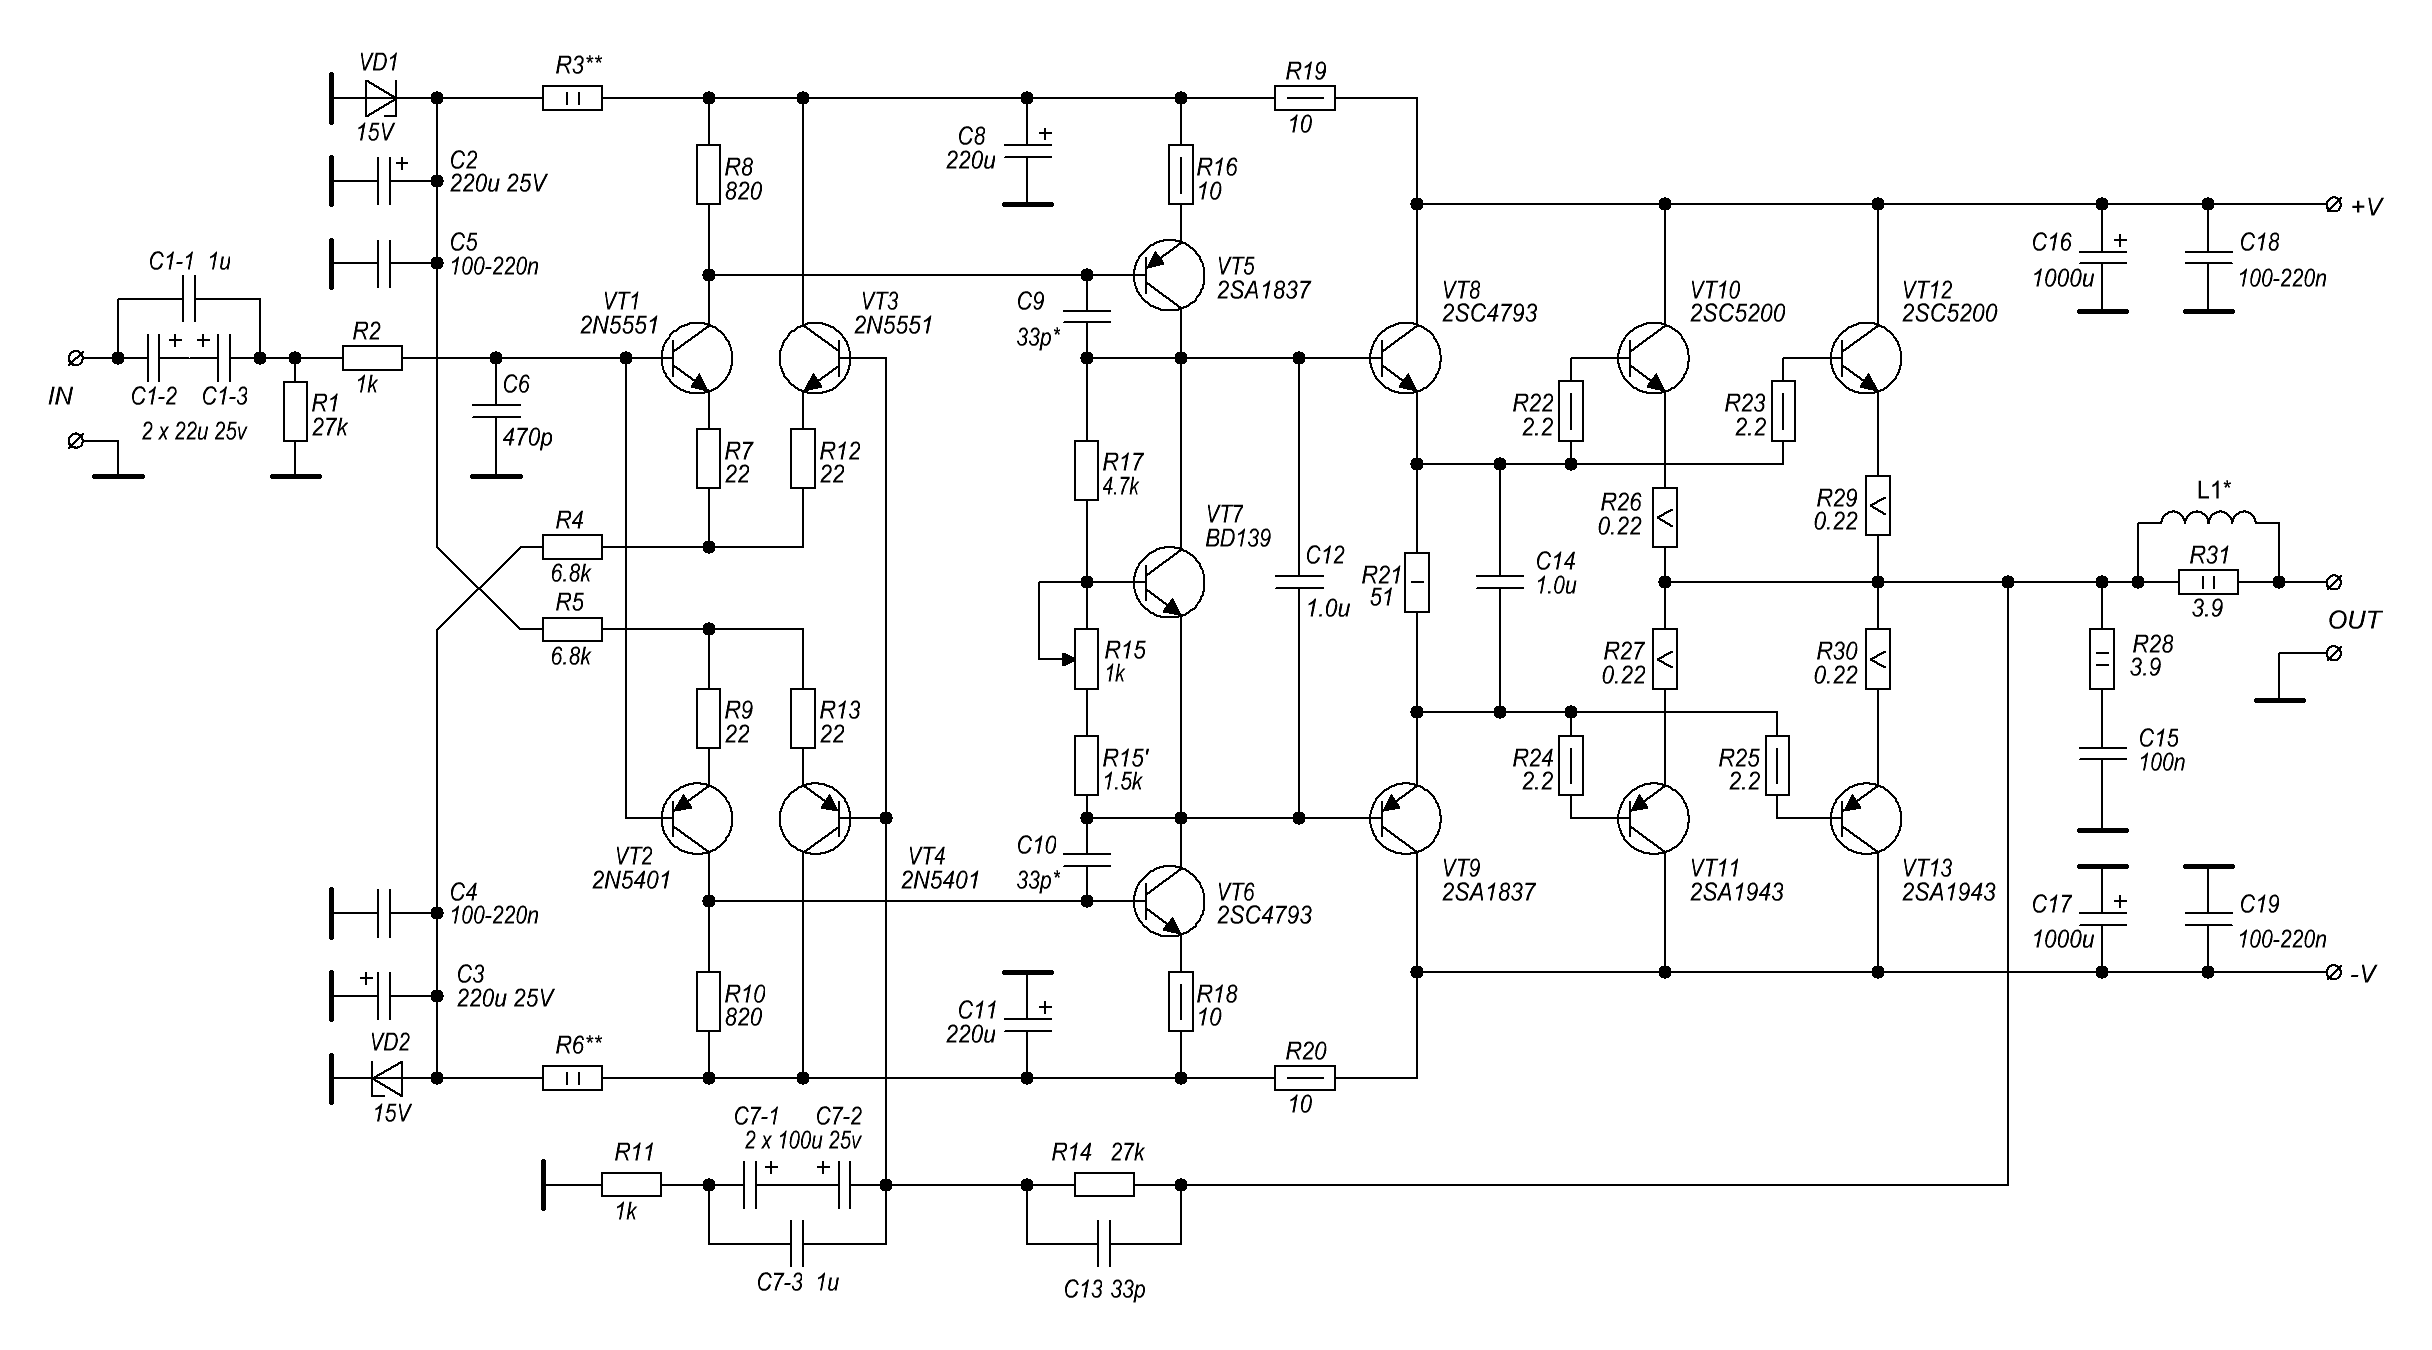 VD1
15V
R3**
R19
10
C2
220u 25V
C8
220u
R8
820
R16
10
C5
100-220n
+V
C16
1000u
C18
100-220n
C1-1 1u
VT1
2N5551
VT3
2N5551
C9
33p*
VT5
2SA1837
VT8
2SC4793
VT10
2SC5200
VT12
2SC5200
R2
1k
IN
C1-2
C1-3
2 x 22u 25v
R1
27k
C6
470p
R7
22
R12
22
R17
4.7k
R22
2.2
R23
2.2
R4
6.8k
VT7
BD139
C12
1.0u
R21
51
C14
1.0u
R26
0.22
R29
0.22
L1*
R31
3.9
OUT
R5
6.8k
R15
1k
R27
0.22
R30
0.22
R28
3.9
R9
22
R13
22
R15'
1.5k
R24
2.2
R25
2.2
C15
100n
VT2
2N5401
VT4
2N5401
C10
33p*
VT6
2SC4793
VT9
2SA1837
VT11
2SA1943
VT13
2SA1943
C4
100-220n
C17
1000u
C19
100-220n
-V
C3
220u 25V
R10
820
C11
220u
R18
10
VD2
15V
R6**
R20
10
C7-1
C7-2
2 x 100u 25v
R11
1k
R14 27k
C7-3 1u
C13 33p